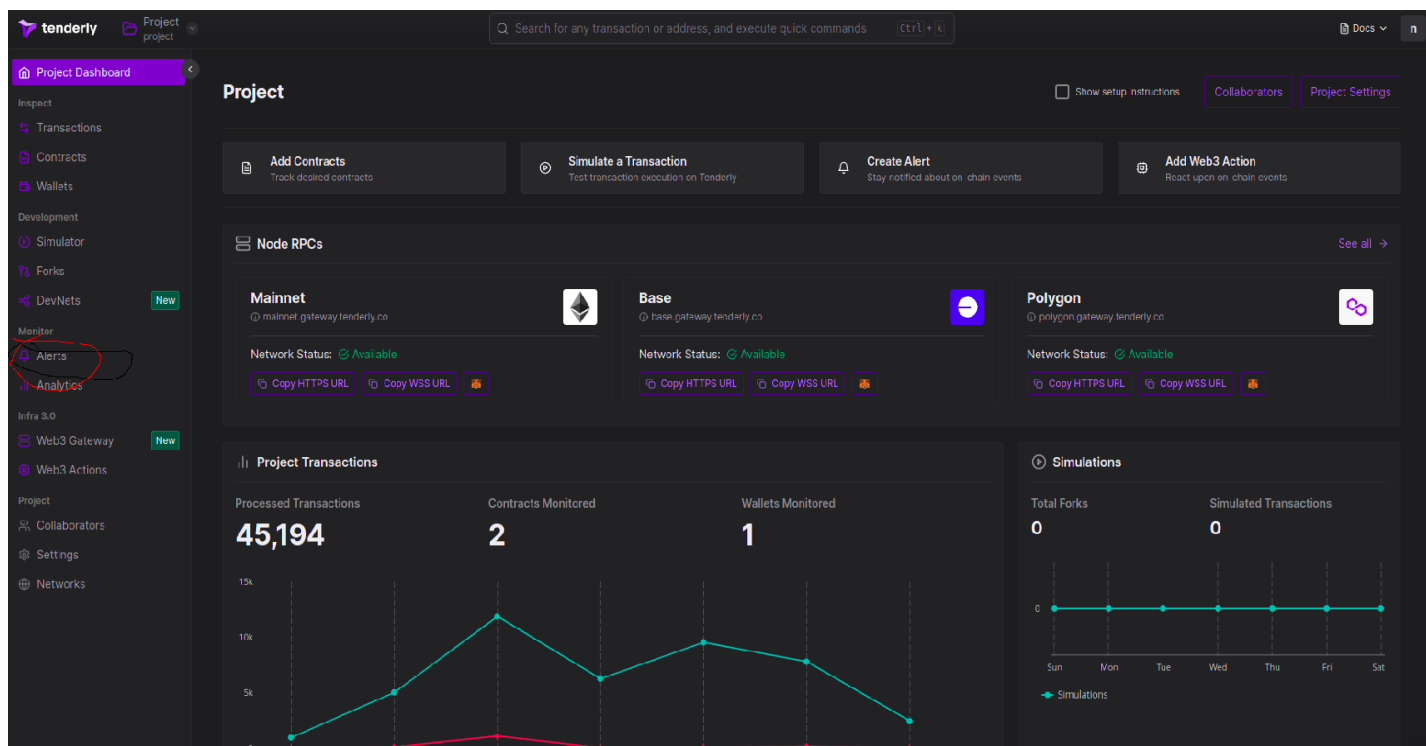 tenderly
Project
project
Search for any transaction or address, and execute quick commands
Ctrl + K
Docs
n
Project Dashboard
Inspect
Transactions
Contracts
Wallets
Development
Simulator
Forks
DevNets New
Monitor
Alerts
Analytics
Infra 3.0
Web3 Gateway New
Web3 Actions
Project
Collaborators
Settings
Networks
Project
Show setup instructions
Collaborators
Project Settings
Add Contracts
Track desired contracts
Simulate a Transaction
Test transaction execution on Tenderly
Create Alert
Stay notified about on-chain events
Add Web3 Action
React upon on-chain events
Node RPCs
See all
Mainnet
mainnet.gateway.tenderly.co
Network Status: Available
Copy HTTPS URL Copy WSS URL
Base
base.gateway.tenderly.co
Network Status: Available
Copy HTTPS URL Copy WSS URL
Polygon
polygon.gateway.tenderly.co
Network Status: Available
Copy HTTPS URL Copy WSS URL
Project Transactions
Processed Transactions
45,194
Contracts Monitored
2
Wallets Monitored
1
15k
10k
5k
Simulations
Total Forks
0
Simulated Transactions
0
0
Sun Mon Tue Wed Thu Fri Sat
Simulations